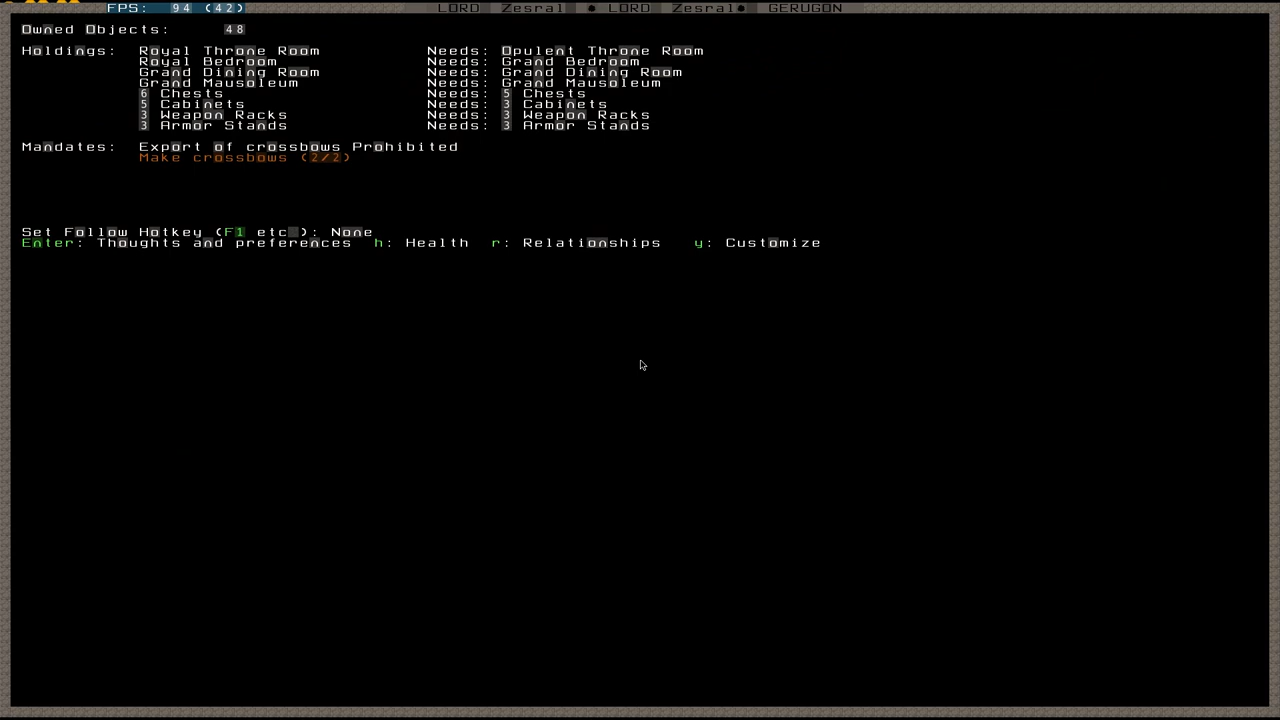 FPS: 94 (42) LORD Zesral LORD Zesral GERUGON
Owned Objects: 48
Holdings: Royal Throne Room Needs: Opulent Throne Room
Royal Bedroom Needs: Grand Bedroom
Grand Dining Room Needs: Grand Dining Room
Grand Mausoleum Needs: Grand Mausoleum
6 Chests Needs: 5 Chests
5 Cabinets Needs: 3 Cabinets
3 Weapon Racks Needs: 3 Weapon Racks
3 Armor Stands Needs: 3 Armor Stands
Mandates: Export of crossbows Prohibited
Make crossbows (2/2)
Set Follow Hotkey (F1 etc ): None
Enter: Thoughts and preferences h: Health r: Relationships y: Customize